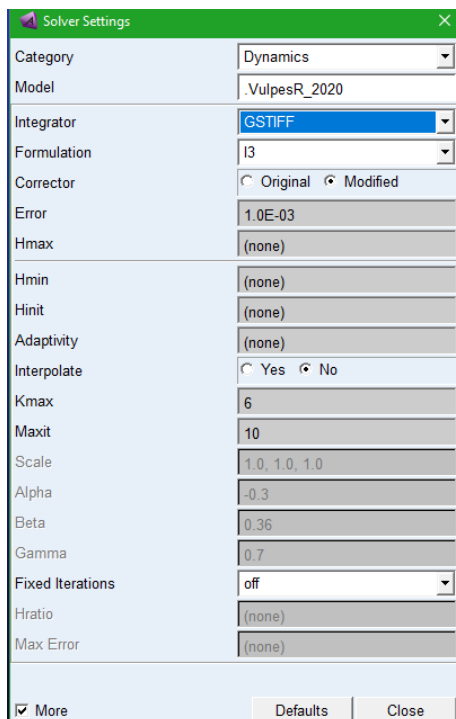 Solver Settings
Category Dynamics
Model .VulpesR_2020
Integrator GSTIFF
Formulation I3
Corrector Original Modified
Error 1.0E-03
Hmax (none)
Hmin (none)
Hinit (none)
Adaptivity (none)
Interpolate Yes No
Kmax 6
Maxit 10
Scale 1.0, 1.0, 1.0
Alpha -0.3
Beta 0.36
Gamma 0.7
Fixed Iterations off
Hratio (none)
Max Error (none)
More Defaults Close